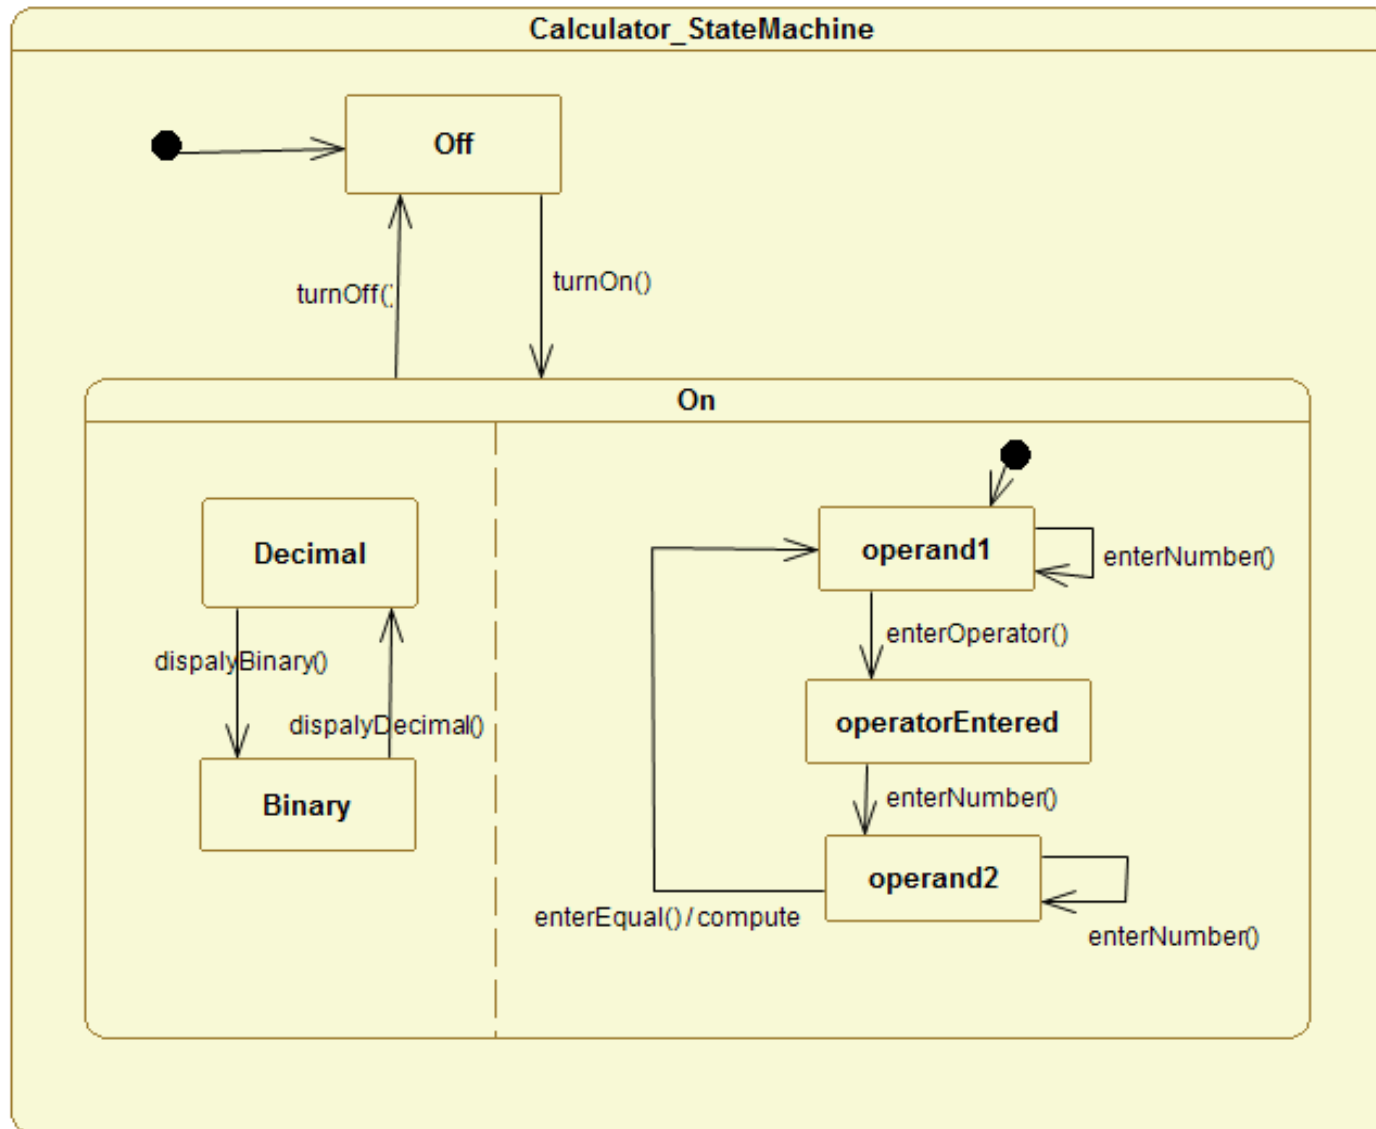 Calculator_StateMachine
Off
turnOff()
turnOn()
On
Decimal
operand1
enterNumber()
enterOperator()
dispalyBinary()
dispalyDecimal()
operatorEntered
Binary
enterNumber()
operand2
enterEqual() / compute
enterNumber()